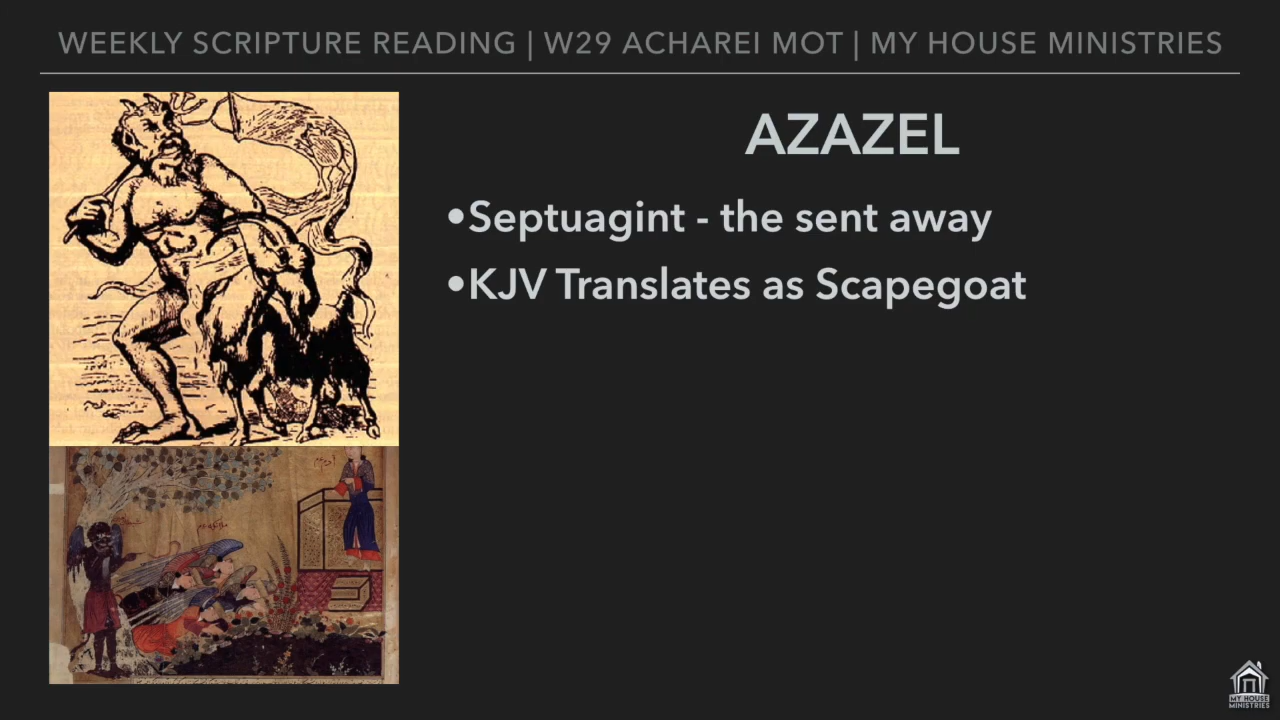 WEEKLY SCRIPTURE READING | W29 ACHAREI MOT | MY HOUSE MINISTRIES
AZAZEL
•Septuagint - the sent away
•KJV Translates as Scapegoat
MY HOUSE
MINISTRIES